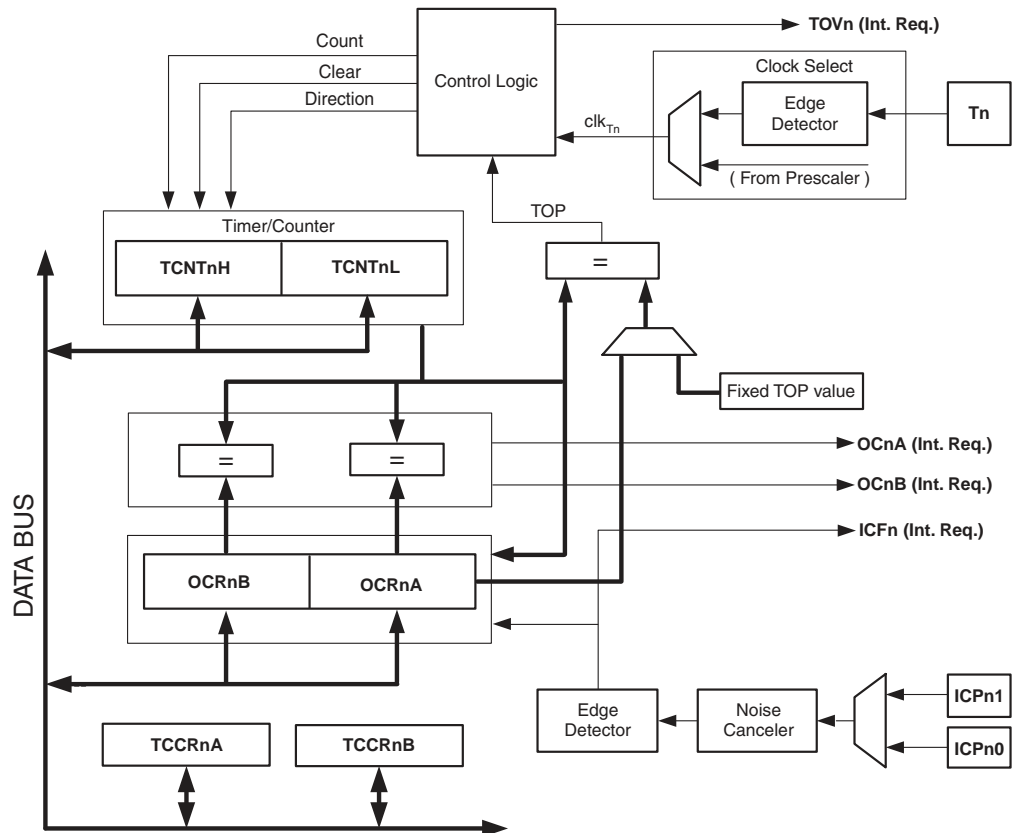 TOVn (Int. Req.)
Count
Clear
Direction
Control Logic
Clock Select
Edge
Detector
Tn
clkTn
( From Prescaler )
TOP
Timer/Counter
TCNTnH
TCNTnL
=
Fixed TOP value
=
=
OCnA (Int. Req.)
OCnB (Int. Req.)
ICFn (Int. Req.)
DATA BUS
OCRnB
OCRnA
Edge
Detector
Noise
Canceler
ICPn1
ICPn0
TCCRnA
TCCRnB